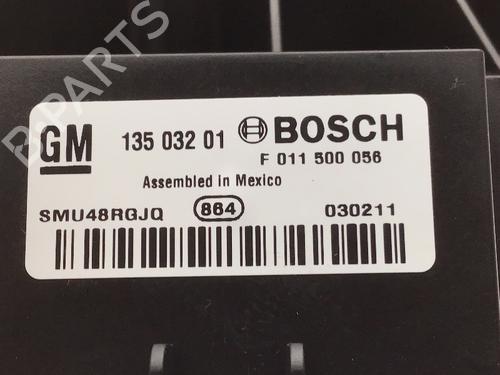 B-PARTS
GM 135 032 01 BOSCH
F 011 500 056
Assembled in Mexico
SMU48RGJQ 864 030211